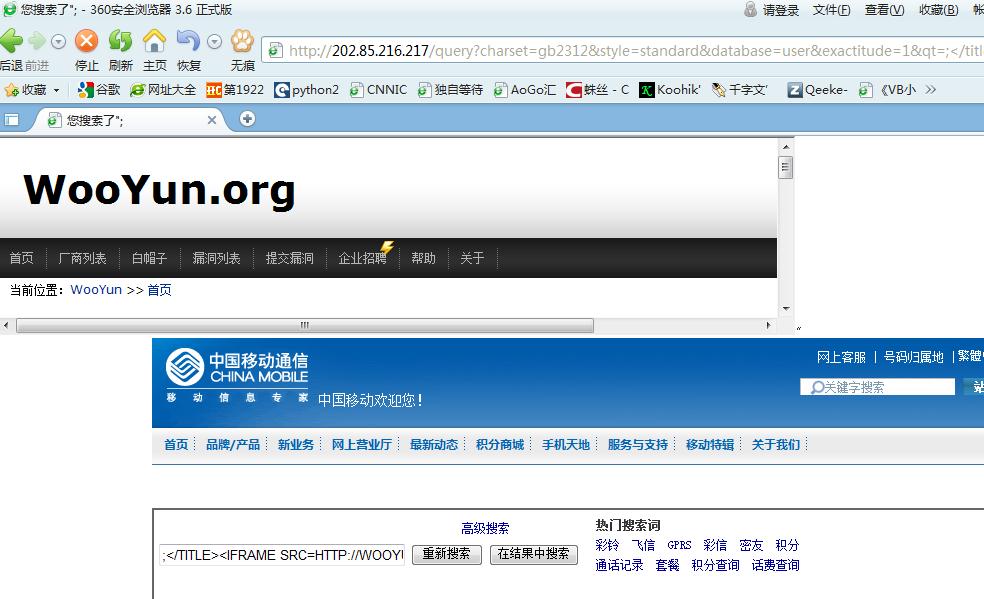 您搜索了"; - 360安全浏览器 3.6 正式版
请登录 文件(F) 查看(V) 收藏(B) 帐
后退 前进 停止 刷新 主页 恢复 无痕
http://202.85.216.217/query?charset=gb2312&style=standard&database=user&exactitude=1&qt=;</titl
收藏 谷歌 网址大全 第1922 python2 CNNIC 独自等待 AoGo汇 蛛丝 - C Koohik' 千字文' Qeeke- 《VB小 >>
您搜索了";
WooYun.org
首页 厂商列表 白帽子 漏洞列表 提交漏洞 企业招聘 帮助 关于
当前位置：WooYun >> 首页
中国移动通信
CHINA MOBILE
移动信息专家
中国移动欢迎您！
网上客服 | 号码归属地 | 繁體
关键字搜索 站
首页 品牌/产品 新业务 网上营业厅 最新动态 积分商城 手机天地 服务与支持 移动特辑 关于我们
高级搜索
;</TITLE><IFRAME SRC=HTTP://WOOYU 重新搜索 在结果中搜索
热门搜索词
彩铃 飞信 GPRS 彩信 密友 积分
通话记录 套餐 积分查询 话费查询